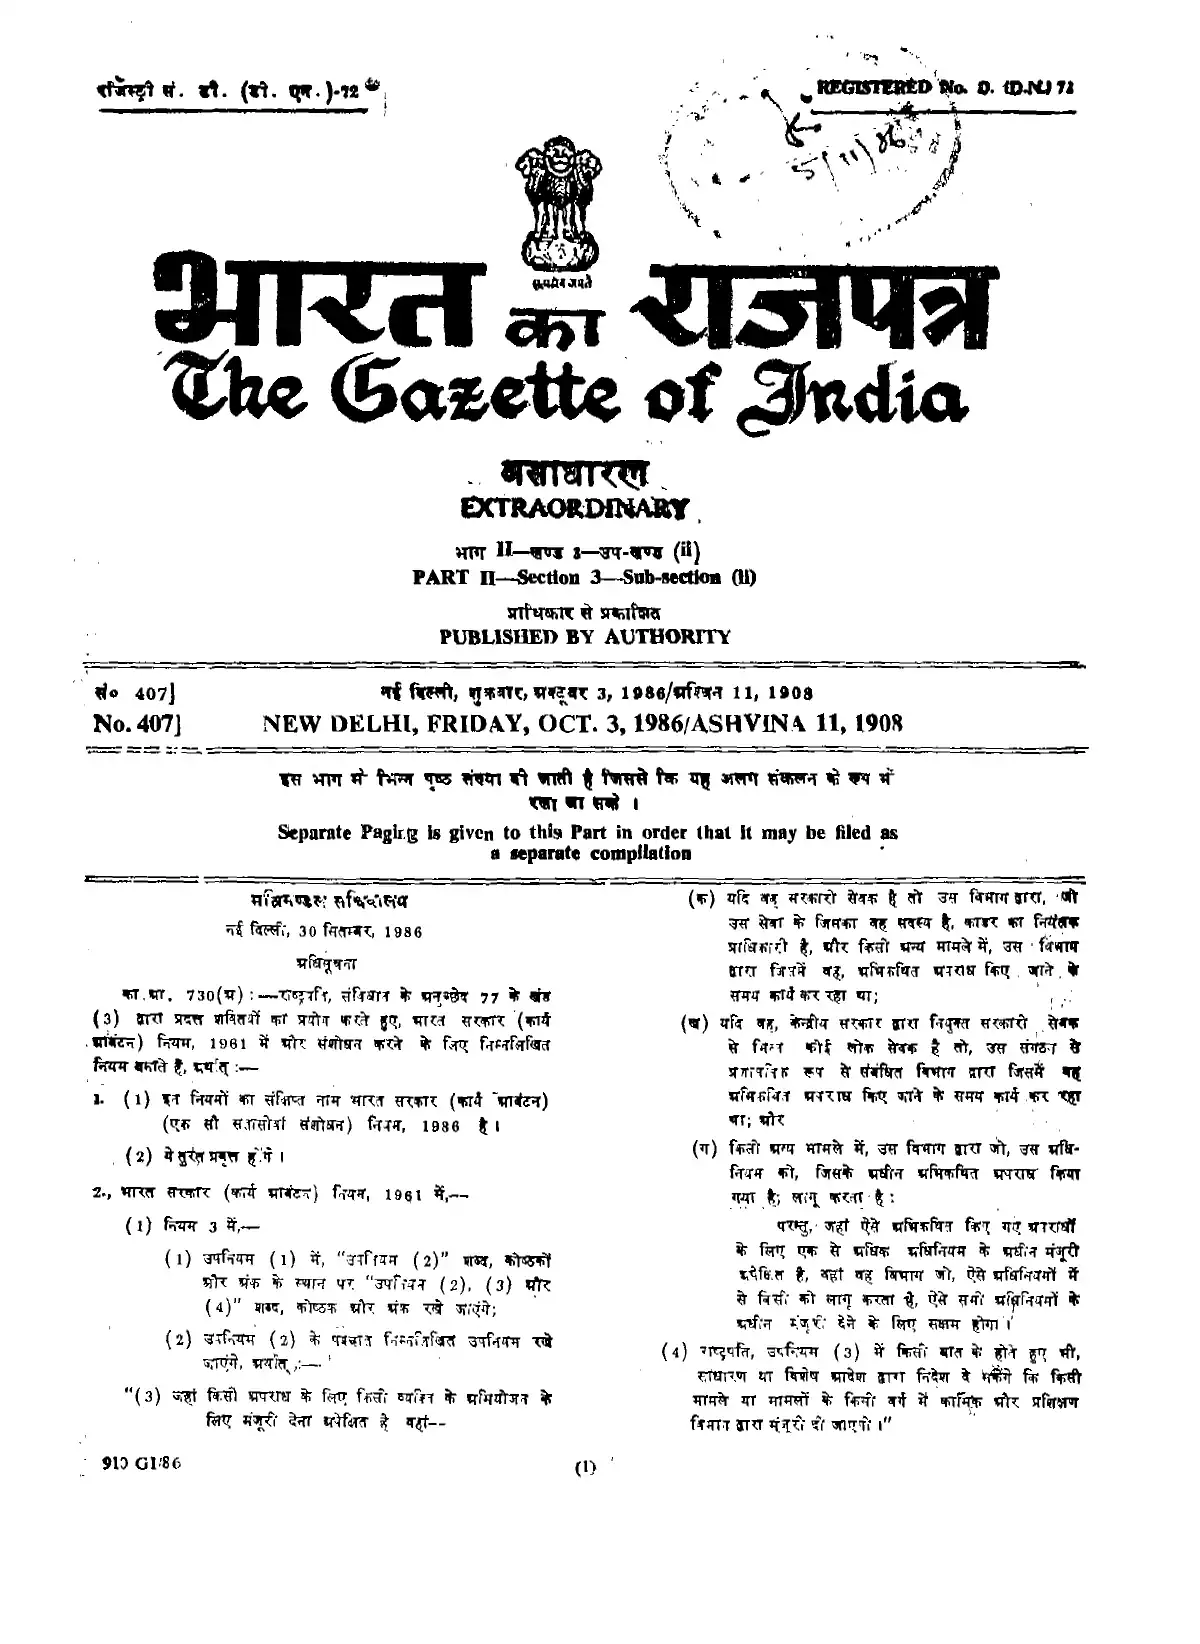 रजिस्ट्री सं. डी. (डी. एन.)-72
REGISTERED No. D. (D.N.) 72
5/11/86
सत्यमेव जयते
भारत का राजपत्र
The Gazette of India
असाधारण
EXTRAORDINARY
भाग II—खण्ड 3—उप-खण्ड (ii)
PART II—Section 3—Sub-section (ii)
प्राधिकार से प्रकाशित
PUBLISHED BY AUTHORITY
सं० 407]
नई दिल्ली, शुक्रवार, अक्टूबर 3, 1986/अश्विन 11, 1908
No. 407]
NEW DELHI, FRIDAY, OCT. 3, 1986/ASHVINA 11, 1908
इस भाग में भिन्न पृष्ठ संख्या दी जाती है जिससे कि यह अलग संकलन के रूप में
रखा जा सके ।
Separate Paging is given to this Part in order that it may be filed as
a separate compilation
मंत्रिमण्डल सचिवालय
नई दिल्ली, 30 सितम्बर, 1986
अधिसूचना
का.आ. 730(अ) :—राष्ट्रपति, संविधान के अनुच्छेद 77 के खंड
(3) द्वारा प्रदत्त शक्तियों का प्रयोग करते हुए, भारत सरकार (कार्य
आबंटन) नियम, 1961 में और संशोधन करने के लिए निम्नलिखित
नियम बनाते हैं, अर्थात् :—
1. (1) इन नियमों का संक्षिप्त नाम भारत सरकार (कार्य आबंटन)
(एक सौ सतासीवां संशोधन) नियम, 1986 है ।
(2) ये तुरंत प्रवृत्त होंगे ।
2., भारत सरकार (कार्य आबंटन) नियम, 1961 में,--
(1) नियम 3 में,—
(1) उपनियम (1) में, "उपनियम (2)" शब्द, कोष्ठकों
और अंक के स्थान पर "उपनियम (2), (3) और
(4)" शब्द, कोष्ठक और अंक रखे जाएंगे;
(2) उपनियम (2) के पश्चात निम्नलिखित उपनियम रखे
जाएंगे, अर्थात् :—
"(3) जहां किसी अपराध के लिए किसी व्यक्ति के अभियोजन के
लिए मंजूरी देना अपेक्षित है वहां--
(क) यदि वह सरकारी सेवक है तो उस विभाग द्वारा, जो
उस सेवा के जिसका वह सदस्य है, काडर का नियंत्रक
प्राधिकारी है, और किसी अन्य मामले में, उस विभाग
द्वारा जिसमें वह, अभिकथित अपराध किए जाने के
समय कार्य कर रहा था;
(ख) यदि वह, केन्द्रीय सरकार द्वारा नियुक्त सरकारी सेवक
से भिन्न कोई लोक सेवक है तो, उस संगठन से
प्रशासनिक रूप से संबंधित विभाग द्वारा जिसमें वह
अभिकथित अपराध किए जाने के समय कार्य कर रहा
था; और
(ग) किसी अन्य मामले में, उस विभाग द्वारा जो, उस अधि-
नियम को, जिसके अधीन अभिकथित अपराध किया
गया है; लागू करता है :
परन्तु, जहां ऐसे अभिकथित किए गए अपराधों
के लिए एक से अधिक अधिनियम के अधीन मंजूरी
अपेक्षित है, वहां वह विभाग जो, ऐसे अधिनियमों में
से किसी को लागू करता है, ऐसे सभी अधिनियमों के
अधीन मंजूरी देने के लिए सक्षम होगा ।
(4) राष्ट्रपति, उपनियम (3) में किसी बात के होते हुए भी,
साधारण या विशेष आदेश द्वारा निदेश दे सकेंगे कि किसी
मामले या मामलों के किसी वर्ग में कार्मिक और प्रशिक्षण
विभाग द्वारा मंजूरी दी जाएगी ।"
910 GI/86
(1)